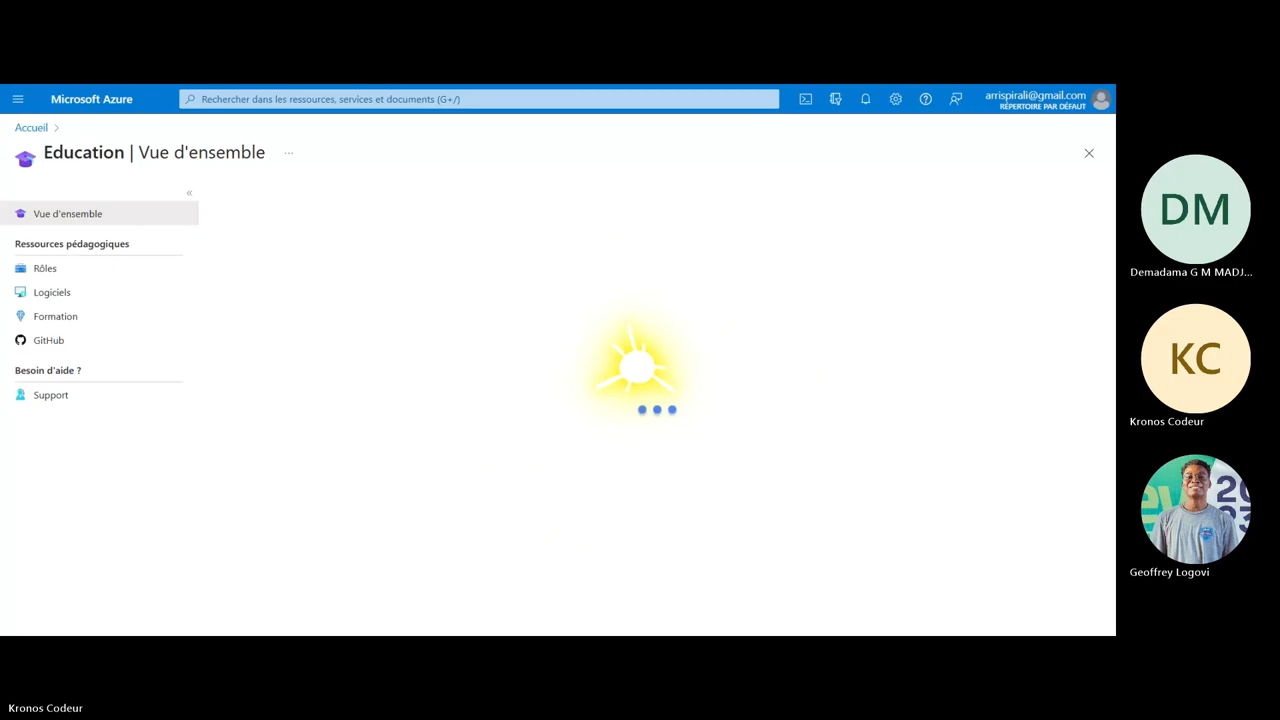 Microsoft Azure
Rechercher dans les ressources, services et documents (G+/)
arrispirali@gmail.com
RÉPERTOIRE PAR DÉFAUT
Accueil
Education | Vue d'ensemble
Vue d'ensemble
Ressources pédagogiques
Rôles
Logiciels
Formation
GitHub
Besoin d'aide ?
Support
DM
Demadama G M MADJ...
KC
Kronos Codeur
Geoffrey Logovi
Kronos Codeur